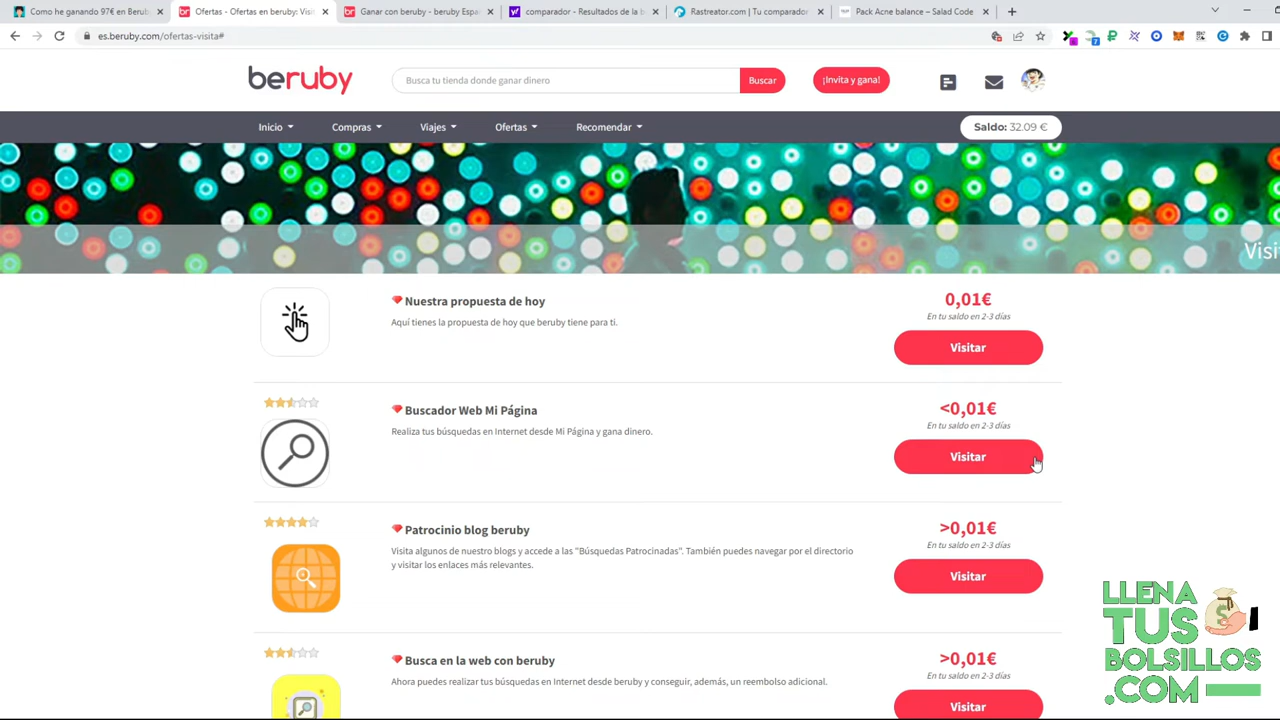 Como he ganando 97€ en Berub
Ofertas - Ofertas en beruby: Visi
Ganar con beruby - beruby Espa
comparador - Resultados de la b
Rastreator.com | Tu comparador
Pack Acne balance – Salad Code
es.beruby.com/ofertas-visita#
beruby
Busca tu tienda donde ganar dinero
Buscar
¡Invita y gana!
Inicio
Compras
Viajes
Ofertas
Recomendar
Saldo: 32.09 €
Visi
Nuestra propuesta de hoy
Aquí tienes la propuesta de hoy que beruby tiene para ti.
0,01€
En tu saldo en 2-3 días
Visitar
Buscador Web Mi Página
Realiza tus búsquedas en Internet desde Mi Página y gana dinero.
<0,01€
En tu saldo en 2-3 días
Visitar
Patrocinio blog beruby
Visita algunos de nuestro blogs y accede a las "Búsquedas Patrocinadas". También puedes navegar por el directorio
y visitar los enlaces más relevantes.
>0,01€
En tu saldo en 2-3 días
Visitar
Busca en la web con beruby
Ahora puedes realizar tus búsquedas en Internet desde beruby y conseguir, además, un reembolso adicional.
>0,01€
En tu saldo en 2-3 días
Visitar
LLENA
TUS
BOLSILLOS
.COM